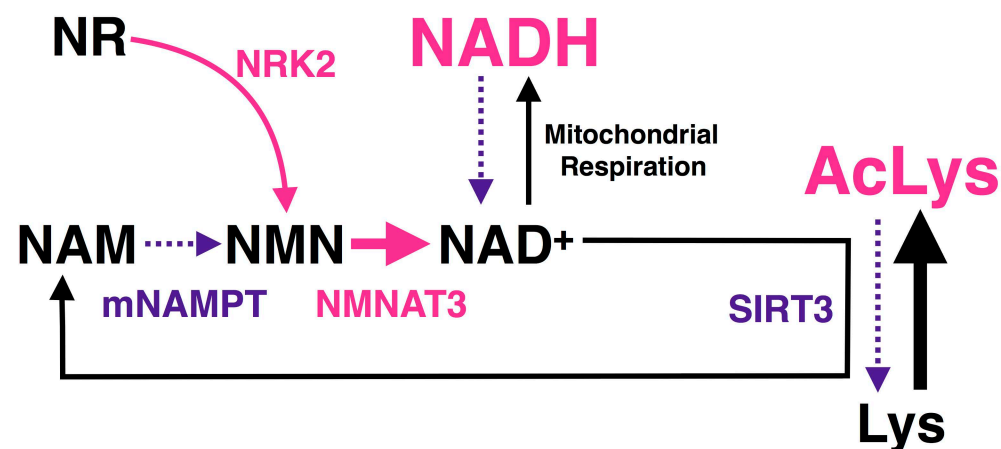 NR
NRK2
NADH
Mitochondrial
Respiration
AcLys
NAM
NMN
NAD+
mNAMPT
NMNAT3
SIRT3
Lys